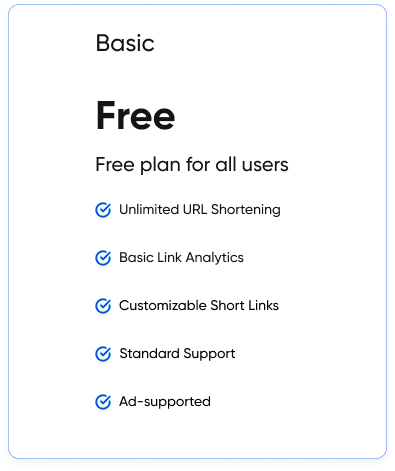 Basic
Free
Free plan for all users
Unlimited URL Shortening
Basic Link Analytics
Customizable Short Links
Standard Support
Ad-supported